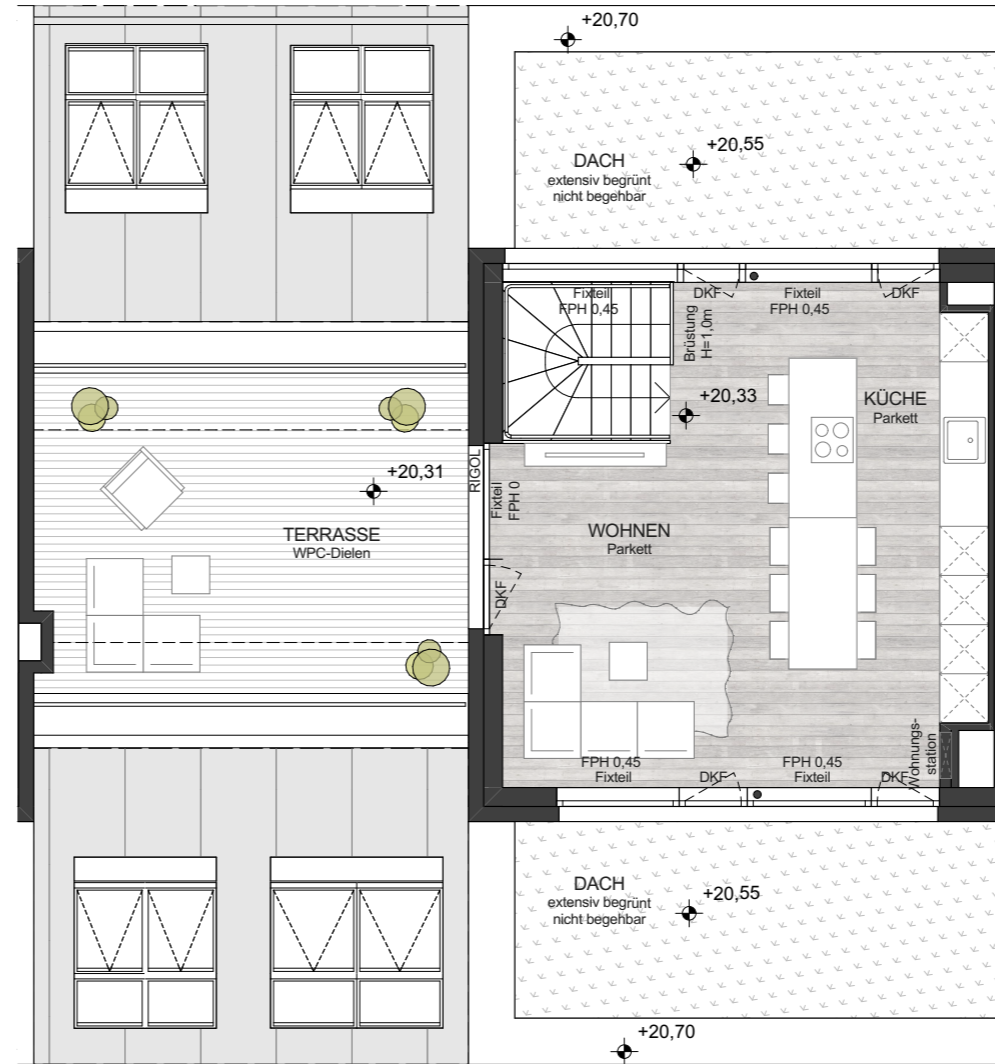 +20,70
+20,55
DACH
extensiv begrünt
nicht begehbar
Fixteil
FPH 0,45
DKF
Fixteil
FPH 0,45
DKF
Brüstung
H=1,0m
+20,33
KÜCHE
Parkett
+20,31
RIGOL
Fixteil
FPH 0
TERRASSE
WPC-Dielen
WOHNEN
Parkett
DKF
FPH 0,45
Fixteil
DKF
FPH 0,45
Fixteil
DKF
Wohnungs-
station
DACH
extensiv begrünt
nicht begehbar
+20,55
+20,70